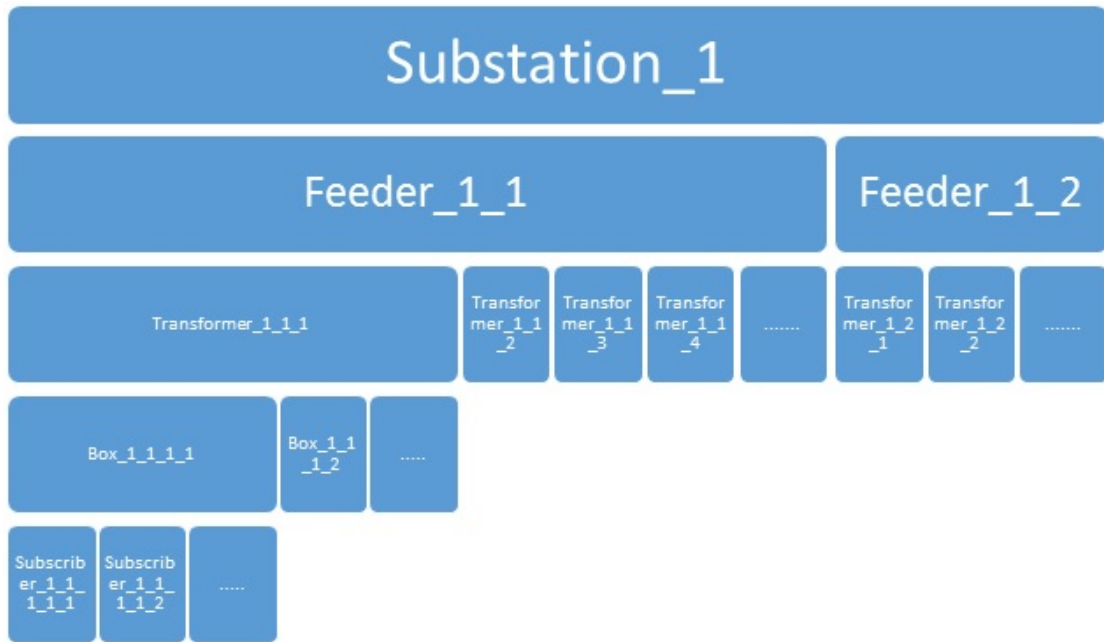 Substation_1
Feeder_1_1
Feeder_1_2
Transformer_1_1_1
Transfor
mer_1_1
_2
Transfor
mer_1_1
_3
Transfor
mer_1_1
_4
.......
Transfor
mer_1_2
_1
Transfor
mer_1_2
_2
.......
Box_1_1_1_1
Box_1_1
_1_2
.....
Subscrib
er_1_1_
1_1_1
Subscrib
er_1_1_
1_1_2
.....